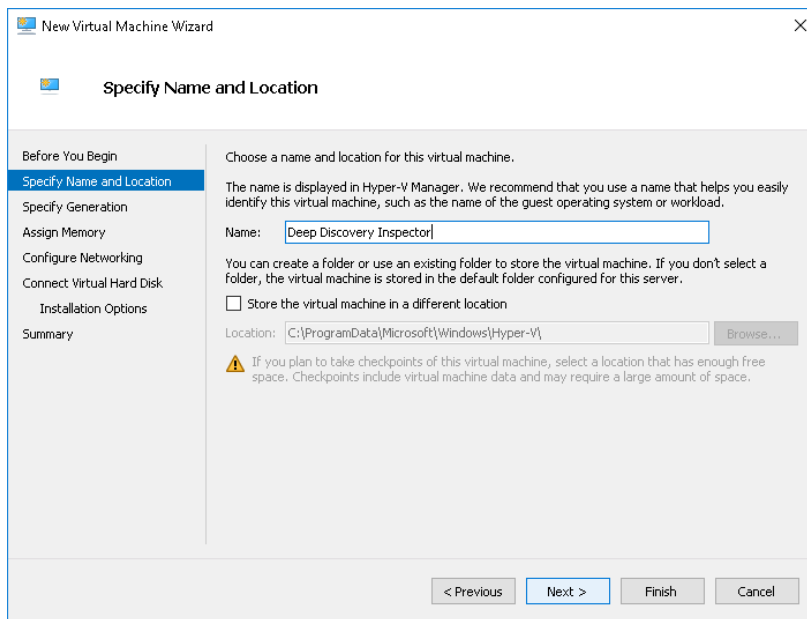 New Virtual Machine Wizard
Specify Name and Location
Before You Begin
Specify Name and Location
Specify Generation
Assign Memory
Configure Networking
Connect Virtual Hard Disk
Installation Options
Summary
Choose a name and location for this virtual machine.
The name is displayed in Hyper-V Manager. We recommend that you use a name that helps you easily
identify this virtual machine, such as the name of the guest operating system or workload.
Name: Deep Discovery Inspector
You can create a folder or use an existing folder to store the virtual machine. If you don't select a
folder, the virtual machine is stored in the default folder configured for this server.
Store the virtual machine in a different location
Location: C:\ProgramData\Microsoft\Windows\Hyper-V\ Browse...
If you plan to take checkpoints of this virtual machine, select a location that has enough free
space. Checkpoints include virtual machine data and may require a large amount of space.
< Previous Next > Finish Cancel